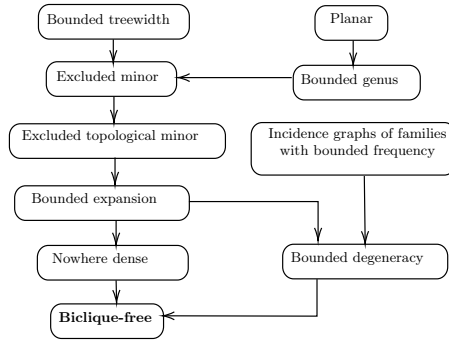 Bounded treewidth
Planar
Excluded minor
Bounded genus
Excluded topological minor
Incidence graphs of families
with bounded frequency
Bounded expansion
Nowhere dense
Bounded degeneracy
Biclique-free